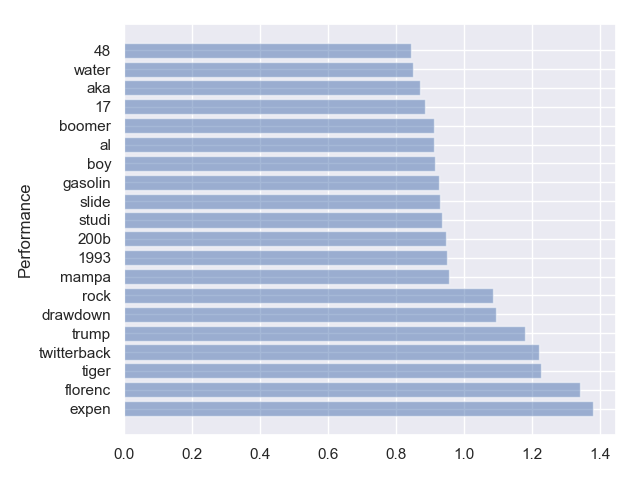 48
water
aka
17
boomer
al
boy
gasolin
slide
studi
200b
1993
mampa
rock
drawdown
trump
twitterback
tiger
florenc
expen
Performance
0.0 0.2 0.4 0.6 0.8 1.0 1.2 1.4